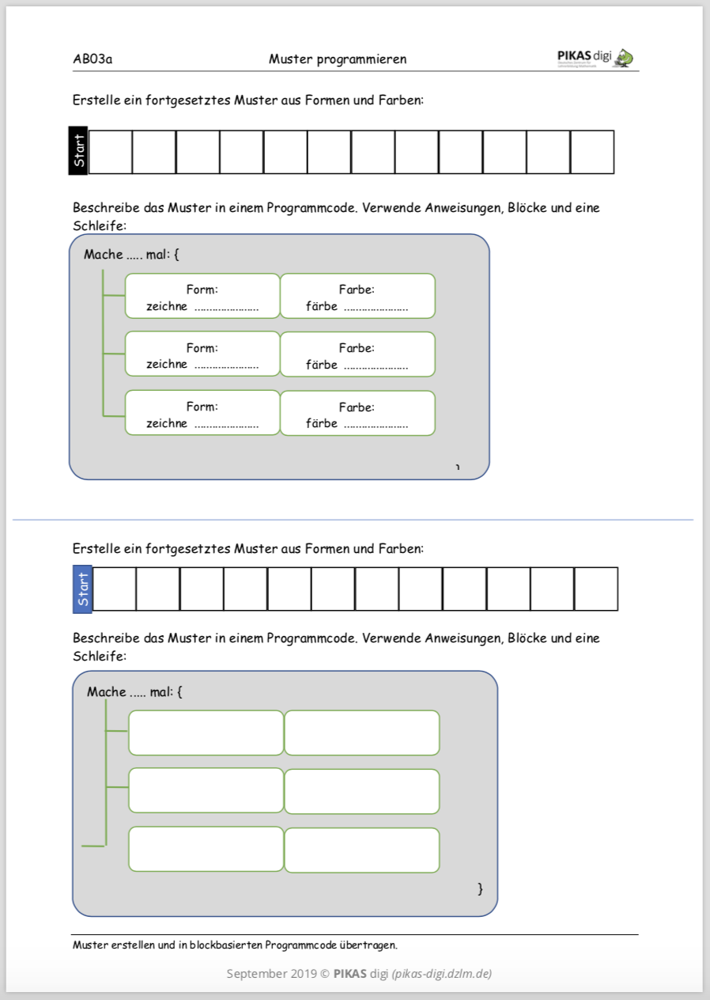 AB03a Muster programmieren PIKAS digi
Erstelle ein fortgesetztes Muster aus Formen und Farben:
Start
Beschreibe das Muster in einem Programmcode. Verwende Anweisungen, Blöcke und eine
Schleife:
Mache ..... mal: {
Form: Farbe:
zeichne ...................... färbe ......................
Form: Farbe:
zeichne ...................... färbe ......................
Form: Farbe:
zeichne ...................... färbe ......................
}
Erstelle ein fortgesetztes Muster aus Formen und Farben:
Start
Beschreibe das Muster in einem Programmcode. Verwende Anweisungen, Blöcke und eine
Schleife:
Mache ..... mal: {
}
Muster erstellen und in blockbasierten Programmcode übertragen.
September 2019 © PIKAS digi (pikas-digi.dzlm.de)